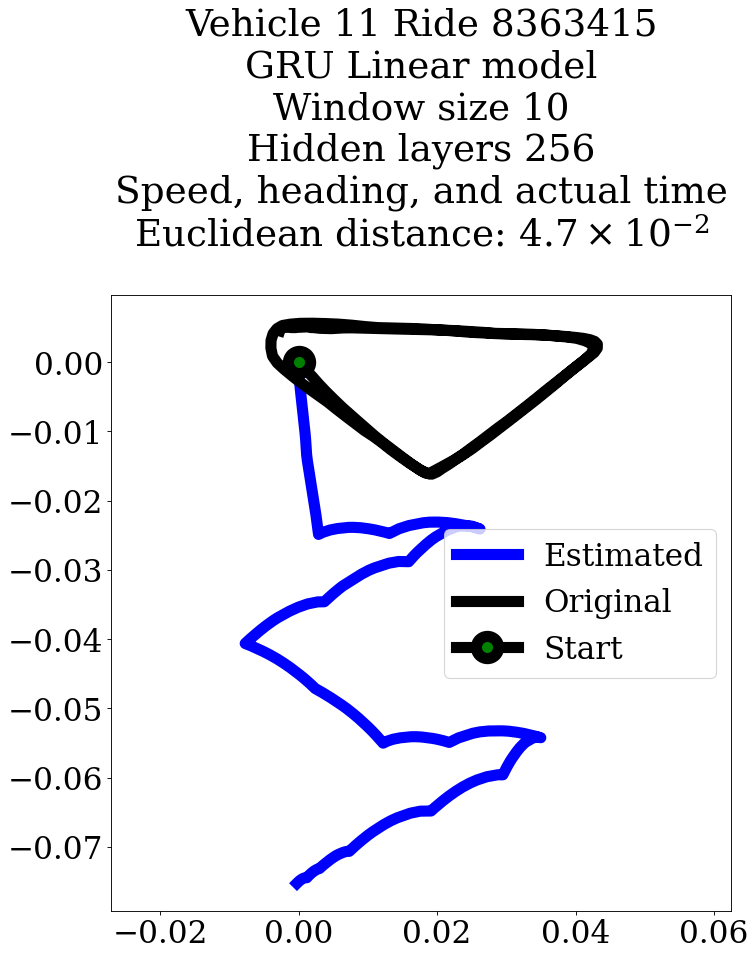 Vehicle 11 Ride 8363415
GRU Linear model
Window size 10
Hidden layers 256
Speed, heading, and actual time
Euclidean distance: 4.7 × 10⁻²
0.00
−0.01
−0.02
−0.03
−0.04
−0.05
−0.06
−0.07
Estimated
Original
Start
−0.02 0.00 0.02 0.04 0.06